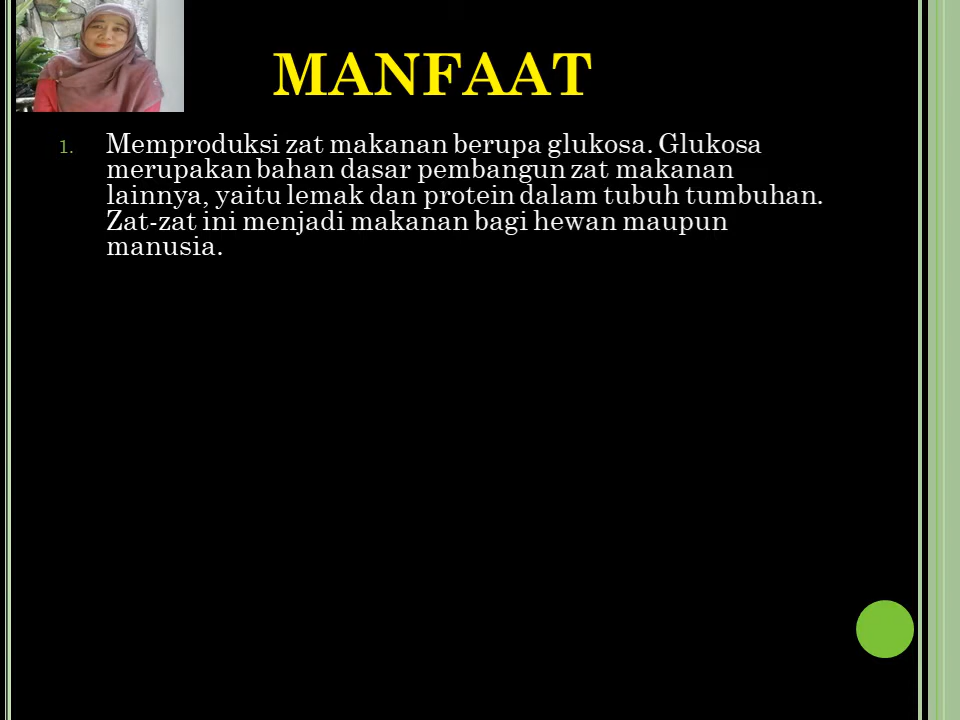 MANFAAT
1. Memproduksi zat makanan berupa glukosa. Glukosa
merupakan bahan dasar pembangun zat makanan
lainnya, yaitu lemak dan protein dalam tubuh tumbuhan.
Zat-zat ini menjadi makanan bagi hewan maupun
manusia.